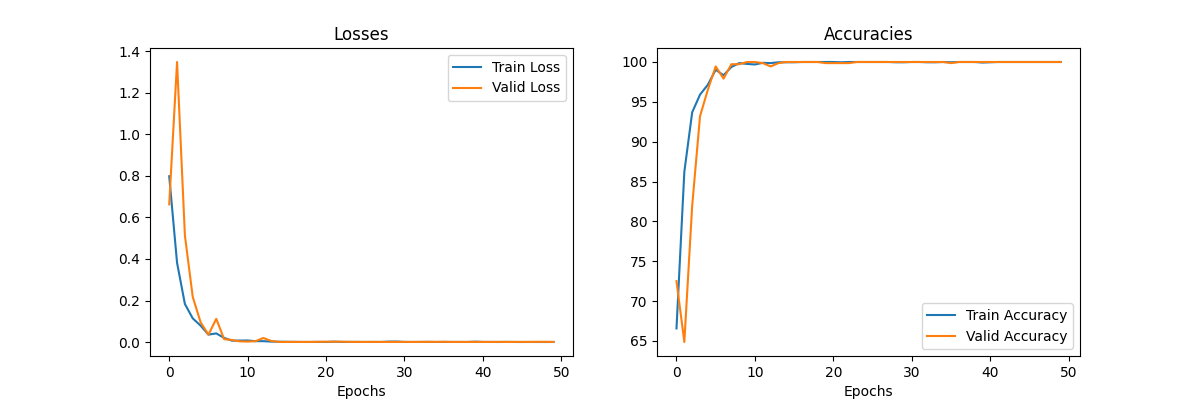 Losses
1.4
1.2
1.0
0.8
0.6
0.4
0.2
0.0
0 10 20 30 40 50
Epochs
Train Loss
Valid Loss
Accuracies
100
95
90
85
80
75
70
65
0 10 20 30 40 50
Epochs
Train Accuracy
Valid Accuracy